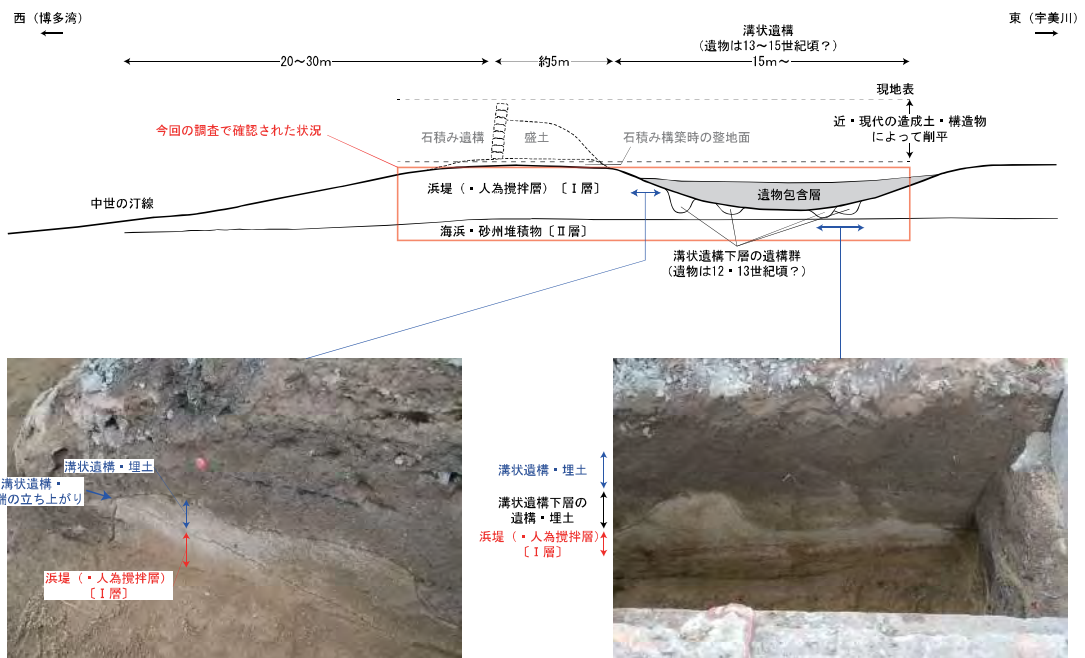 西（博多湾）
東（宇美川）
溝状遺構
（遺物は13～15世紀頃？）
20～30ｍ
約5ｍ
15ｍ～
現地表
今回の調査で確認された状況
石積み遺構
盛土
石積み構築時の整地面
近・現代の造成土・構造物
によって削平
浜堤（・人為攪拌層）〔Ⅰ層〕
遺物包含層
中世の汀線
海浜・砂州堆積物〔Ⅱ層〕
溝状遺構下層の遺構群
（遺物は12・13世紀頃？）
溝状遺構・埋土
溝状遺構・
端の立ち上がり
浜堤（・人為攪拌層）
〔Ⅰ層〕
溝状遺構・埋土
溝状遺構下層の
遺構・埋土
浜堤（・人為攪拌層）
〔Ⅰ層〕